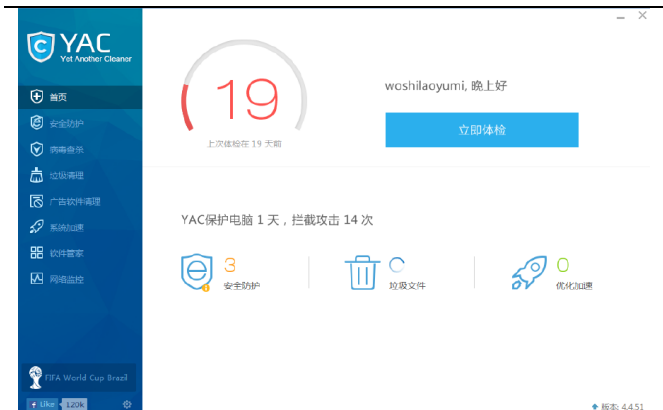 YAC
Yet Another Cleaner
首页
安全防护
病毒查杀
垃圾清理
广告软件清理
系统加速
软件管家
网络监控
FIFA World Cup Brazil
Like
120k
19
上次体检在 19 天前
woshilaoyumi, 晚上好
立即体检
YAC保护电脑 1 天，拦截攻击 14 次
3
安全防护
垃圾文件
0
优化加速
版本: 4.4.51